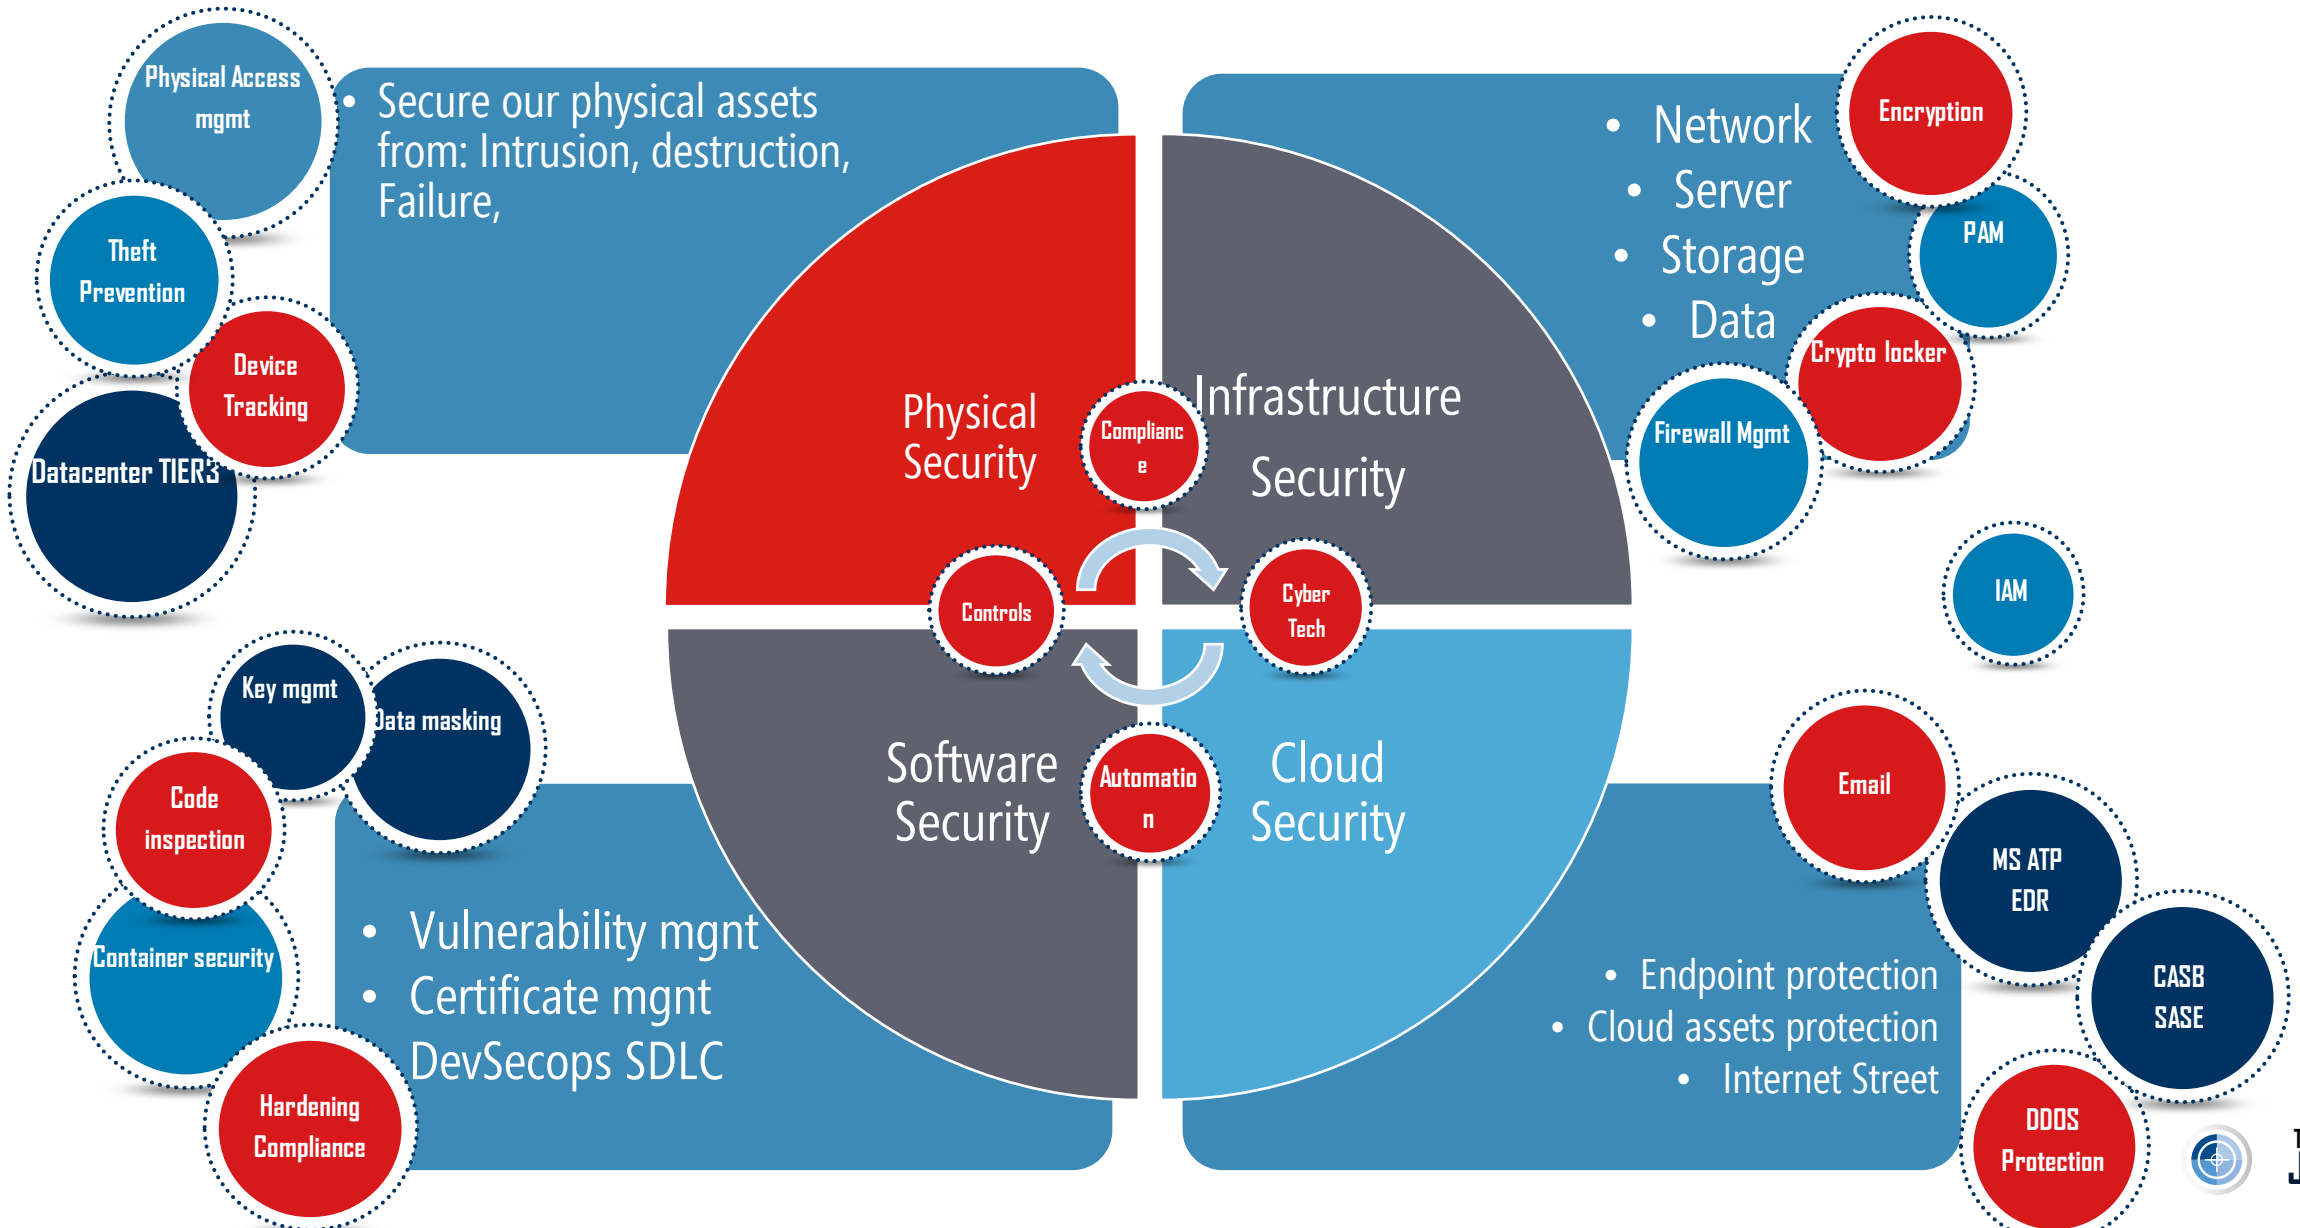 Physical Access
mgmt
Theft
Prevention
Device
Tracking
Datacenter TIER3
• Secure our physical assets
from: Intrusion, destruction,
Failure,
• Network
• Server
• Storage
• Data
Encryption
PAM
Crypto locker
Firewall Mgmt
IAM
Physical
Security
Infrastructure
Security
Complianc
e
Controls
Cyber
Tech
Automatio
n
Software
Security
Cloud
Security
Key mgmt
Data masking
Code
inspection
Container security
Hardening
Compliance
• Vulnerability mgnt
• Certificate mgnt
DevSecops SDLC
• Endpoint protection
• Cloud assets protection
• Internet Street
Email
MS ATP
EDR
CASB
SASE
DDOS
Protection